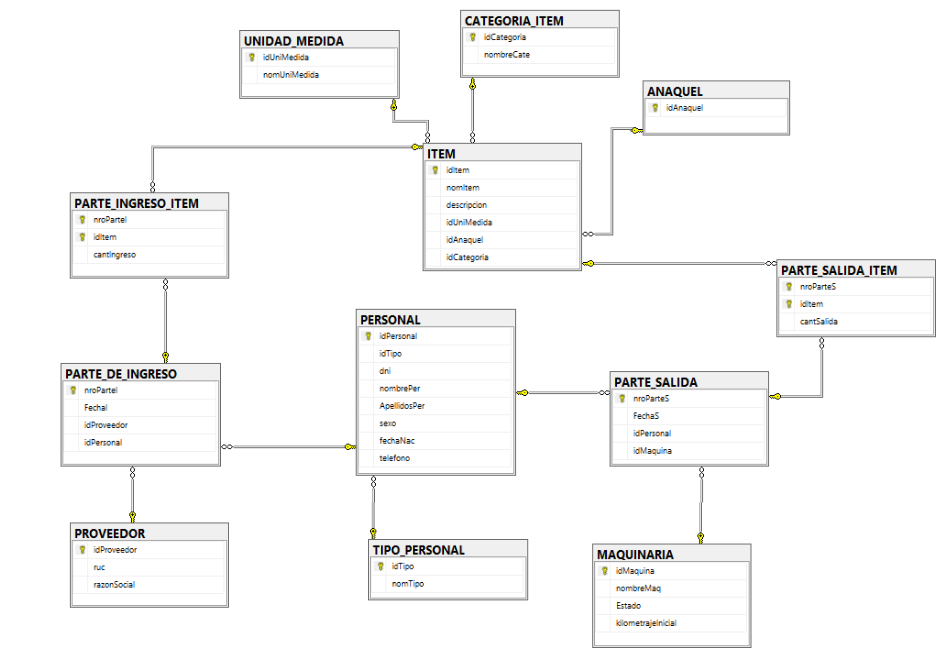 CATEGORIA_ITEM
idCategoria
nombreCate
UNIDAD_MEDIDA
idUniMedida
nomUniMedida
ANAQUEL
idAnaquel
ITEM
idItem
nomItem
descripcion
idUniMedida
idAnaquel
idCategoria
PARTE_INGRESO_ITEM
nroParteI
idItem
cantIngreso
PARTE_SALIDA_ITEM
nroParteS
idItem
cantSalida
PERSONAL
idPersonal
idTipo
dni
nombrePer
ApellidosPer
sexo
fechaNac
telefono
PARTE_DE_INGRESO
nroParteI
FechaI
idProveedor
idPersonal
PARTE_SALIDA
nroParteS
FechaS
idPersonal
idMaquina
PROVEEDOR
idProveedor
ruc
razonSocial
TIPO_PERSONAL
idTipo
nomTipo
MAQUINARIA
idMaquina
nombreMaq
Estado
kilometrajeInicial